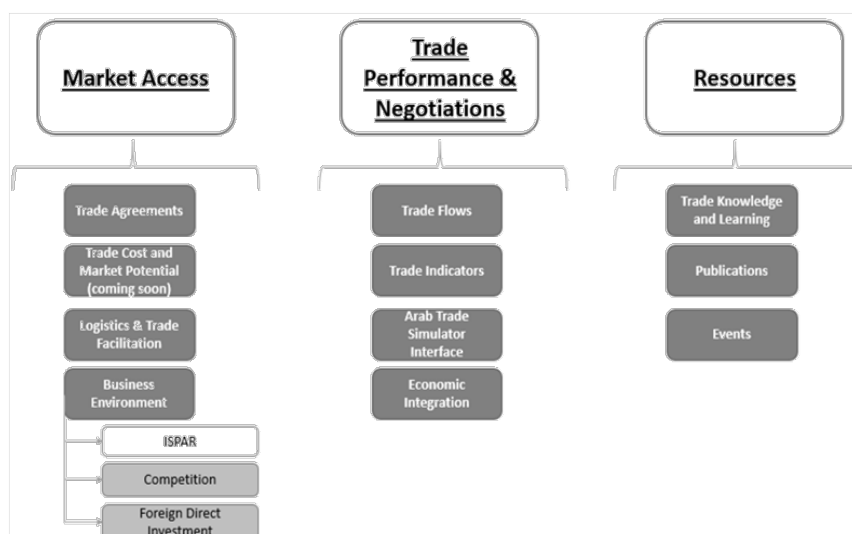 Market Access
Trade Agreements
Trade Cost and
Market Potential
(coming soon)
Logistics & Trade
Facilitation
Business
Environment
ISPAR
Competition
Foreign Direct
Investment
Trade
Performance &
Negotiations
Trade Flows
Trade Indicators
Arab Trade
Simulator
Interface
Economic
Integration
Resources
Trade Knowledge
and Learning
Publications
Events